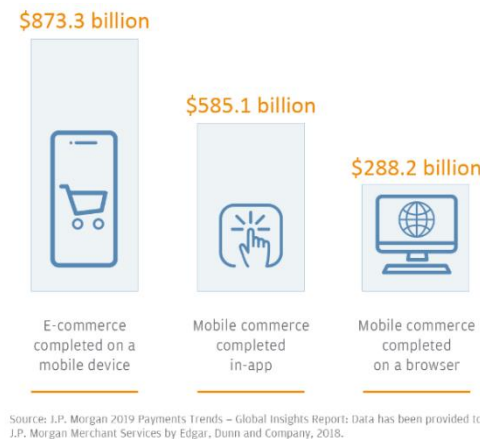 $873.3 billion
$585.1 billion
$288.2 billion
E-commerce
completed on a
mobile device
Mobile commerce
completed
in-app
Mobile commerce
completed
on a browser
Source: J.P. Morgan 2019 Payments Trends – Global Insights Report: Data has been provided to
J.P. Morgan Merchant Services by Edgar, Dunn and Company, 2018.